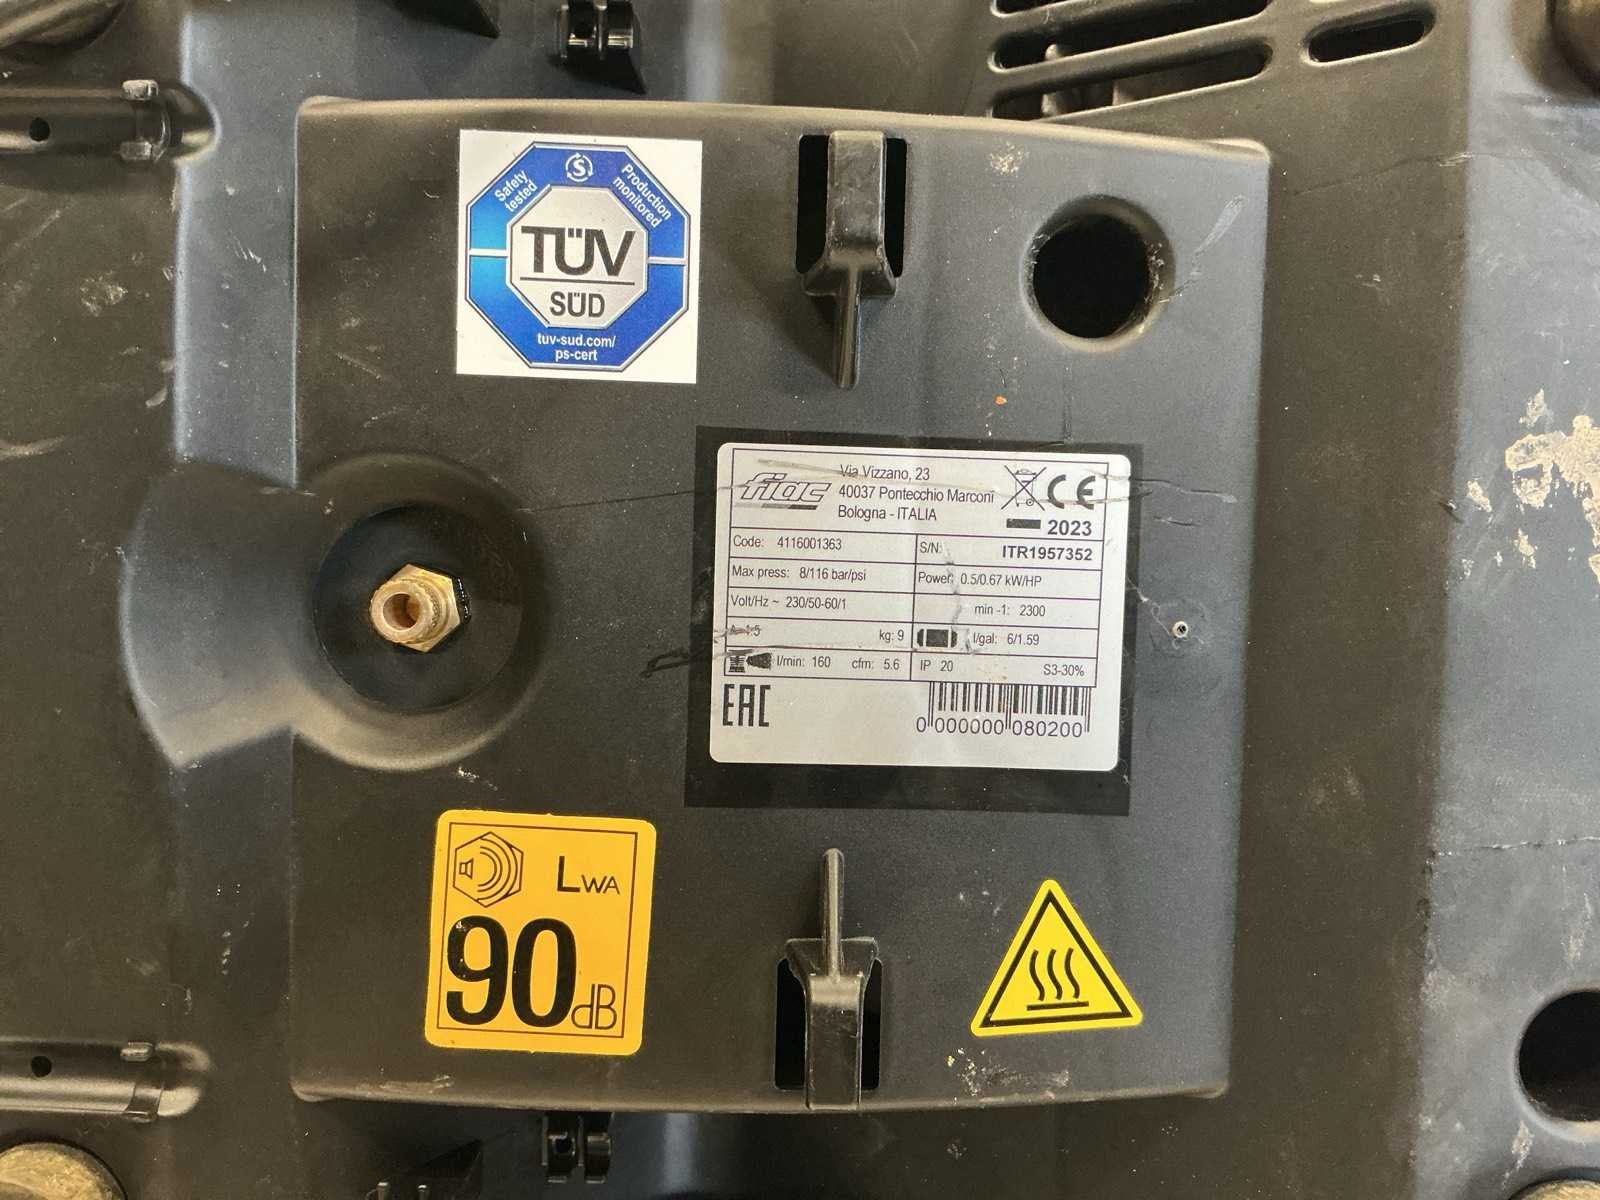 Safety tested
Production monitored
TÜV
SÜD
tuv-sud.com/
ps-cert
fiac
Via Vizzano, 23
40037 Pontecchio Marconi
Bologna - ITALIA
CE
2023
Code: 4116001363
S/N: ITR1957352
Max press: 8/116 bar/psi
Power: 0.5/0.67 kW/HP
Volt/Hz ~ 230/50-60/1
min -1: 2300
A~1.5 kg: 9
l/gal: 6/1.59
l/min: 160 cfm: 5.6
IP 20 S3-30%
EAC
0 000000 080200
LWA
90dB